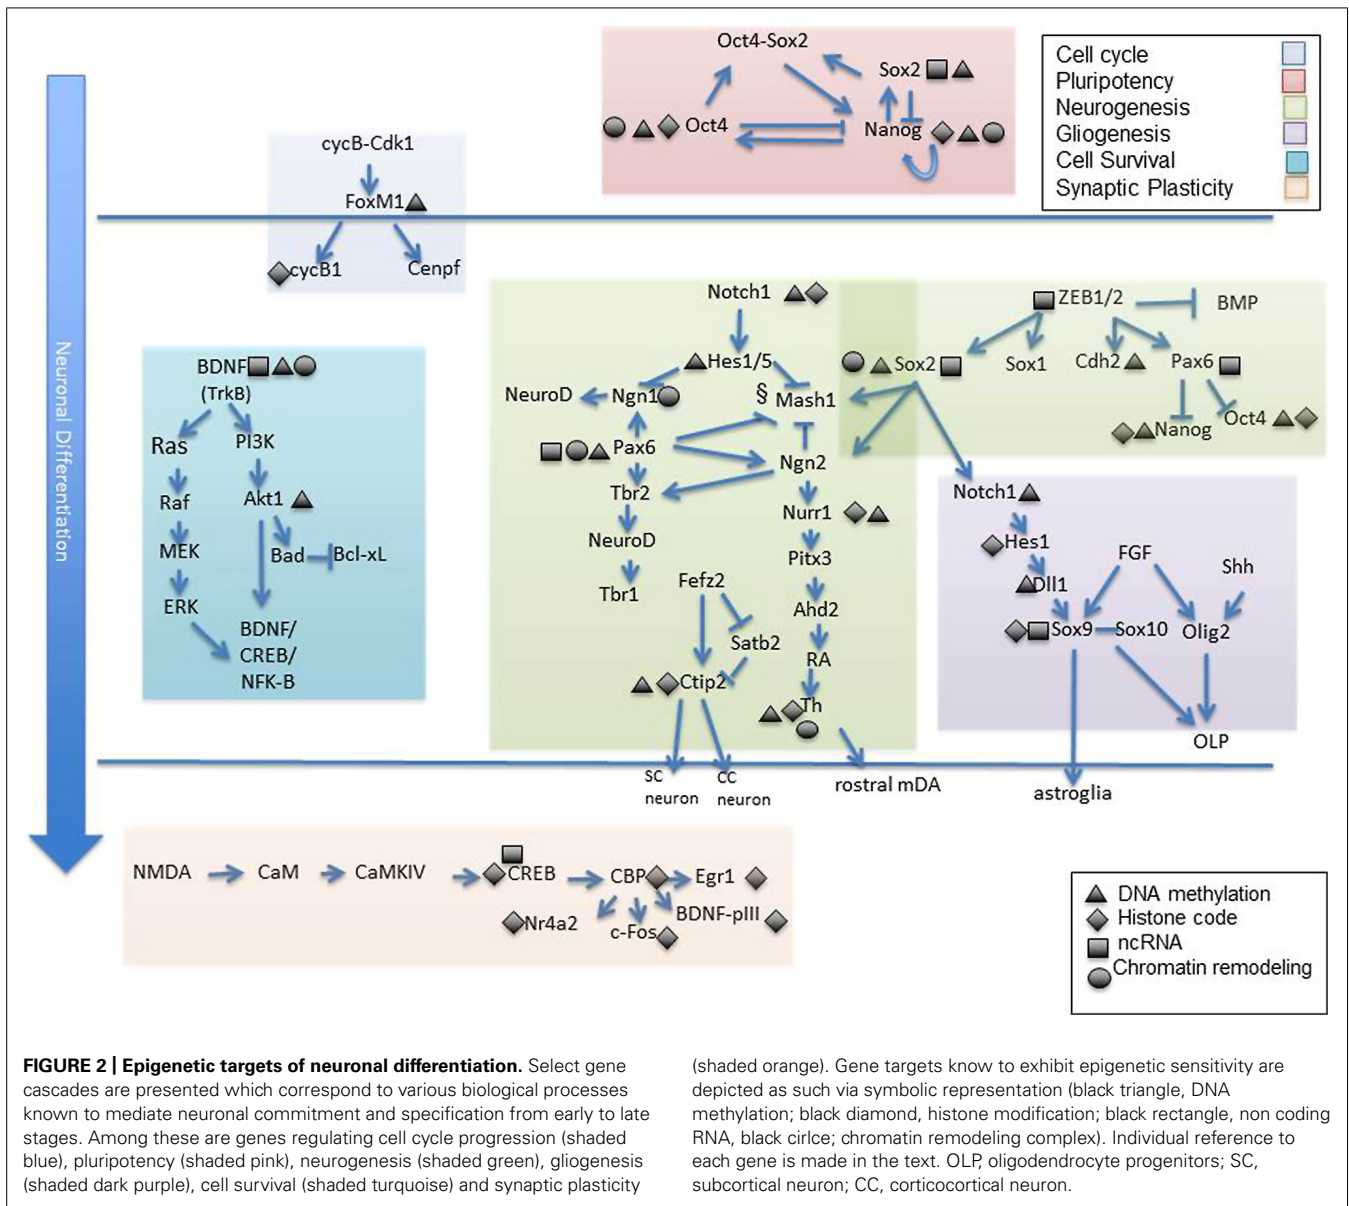 Oct4-Sox2
Sox2
Oct4
Nanog
Cell cycle
Pluripotency
Neurogenesis
Gliogenesis
Cell Survival
Synaptic Plasticity
Neuronal Differentiation
cycB-Cdk1
FoxM1
cycB1
Cenpf
BDNF
(TrkB)
Ras
PI3K
Raf
Akt1
MEK
Bad
Bcl-xL
ERK
BDNF/
CREB/
NFK-B
Notch1
Hes1/5
NeuroD
Ngn1
§
Mash1
Pax6
Ngn2
Tbr2
Nurr1
NeuroD
Pitx3
Tbr1
Fefz2
Ahd2
Satb2
RA
Ctip2
Th
ZEB1/2
BMP
Sox2
Sox1
Cdh2
Pax6
Nanog
Oct4
Notch1
Hes1
FGF
Shh
Dll1
Sox9
Sox10
Olig2
OLP
SC
neuron
CC
neuron
rostral mDA
astroglia
NMDA
CaM
CaMKIV
CREB
CBP
Egr1
Nr4a2
c-Fos
BDNF-pIII
DNA methylation
Histone code
ncRNA
Chromatin remodeling
FIGURE 2 | Epigenetic targets of neuronal differentiation. Select gene
cascades are presented which correspond to various biological processes
known to mediate neuronal commitment and specification from early to late
stages. Among these are genes regulating cell cycle progression (shaded
blue), pluripotency (shaded pink), neurogenesis (shaded green), gliogenesis
(shaded dark purple), cell survival (shaded turquoise) and synaptic plasticity
(shaded orange). Gene targets know to exhibit epigenetic sensitivity are
depicted as such via symbolic representation (black triangle, DNA
methylation; black diamond, histone modification; black rectangle, non coding
RNA, black cirlce; chromatin remodeling complex). Individual reference to
each gene is made in the text. OLP, oligodendrocyte progenitors; SC,
subcortical neuron; CC, corticocortical neuron.